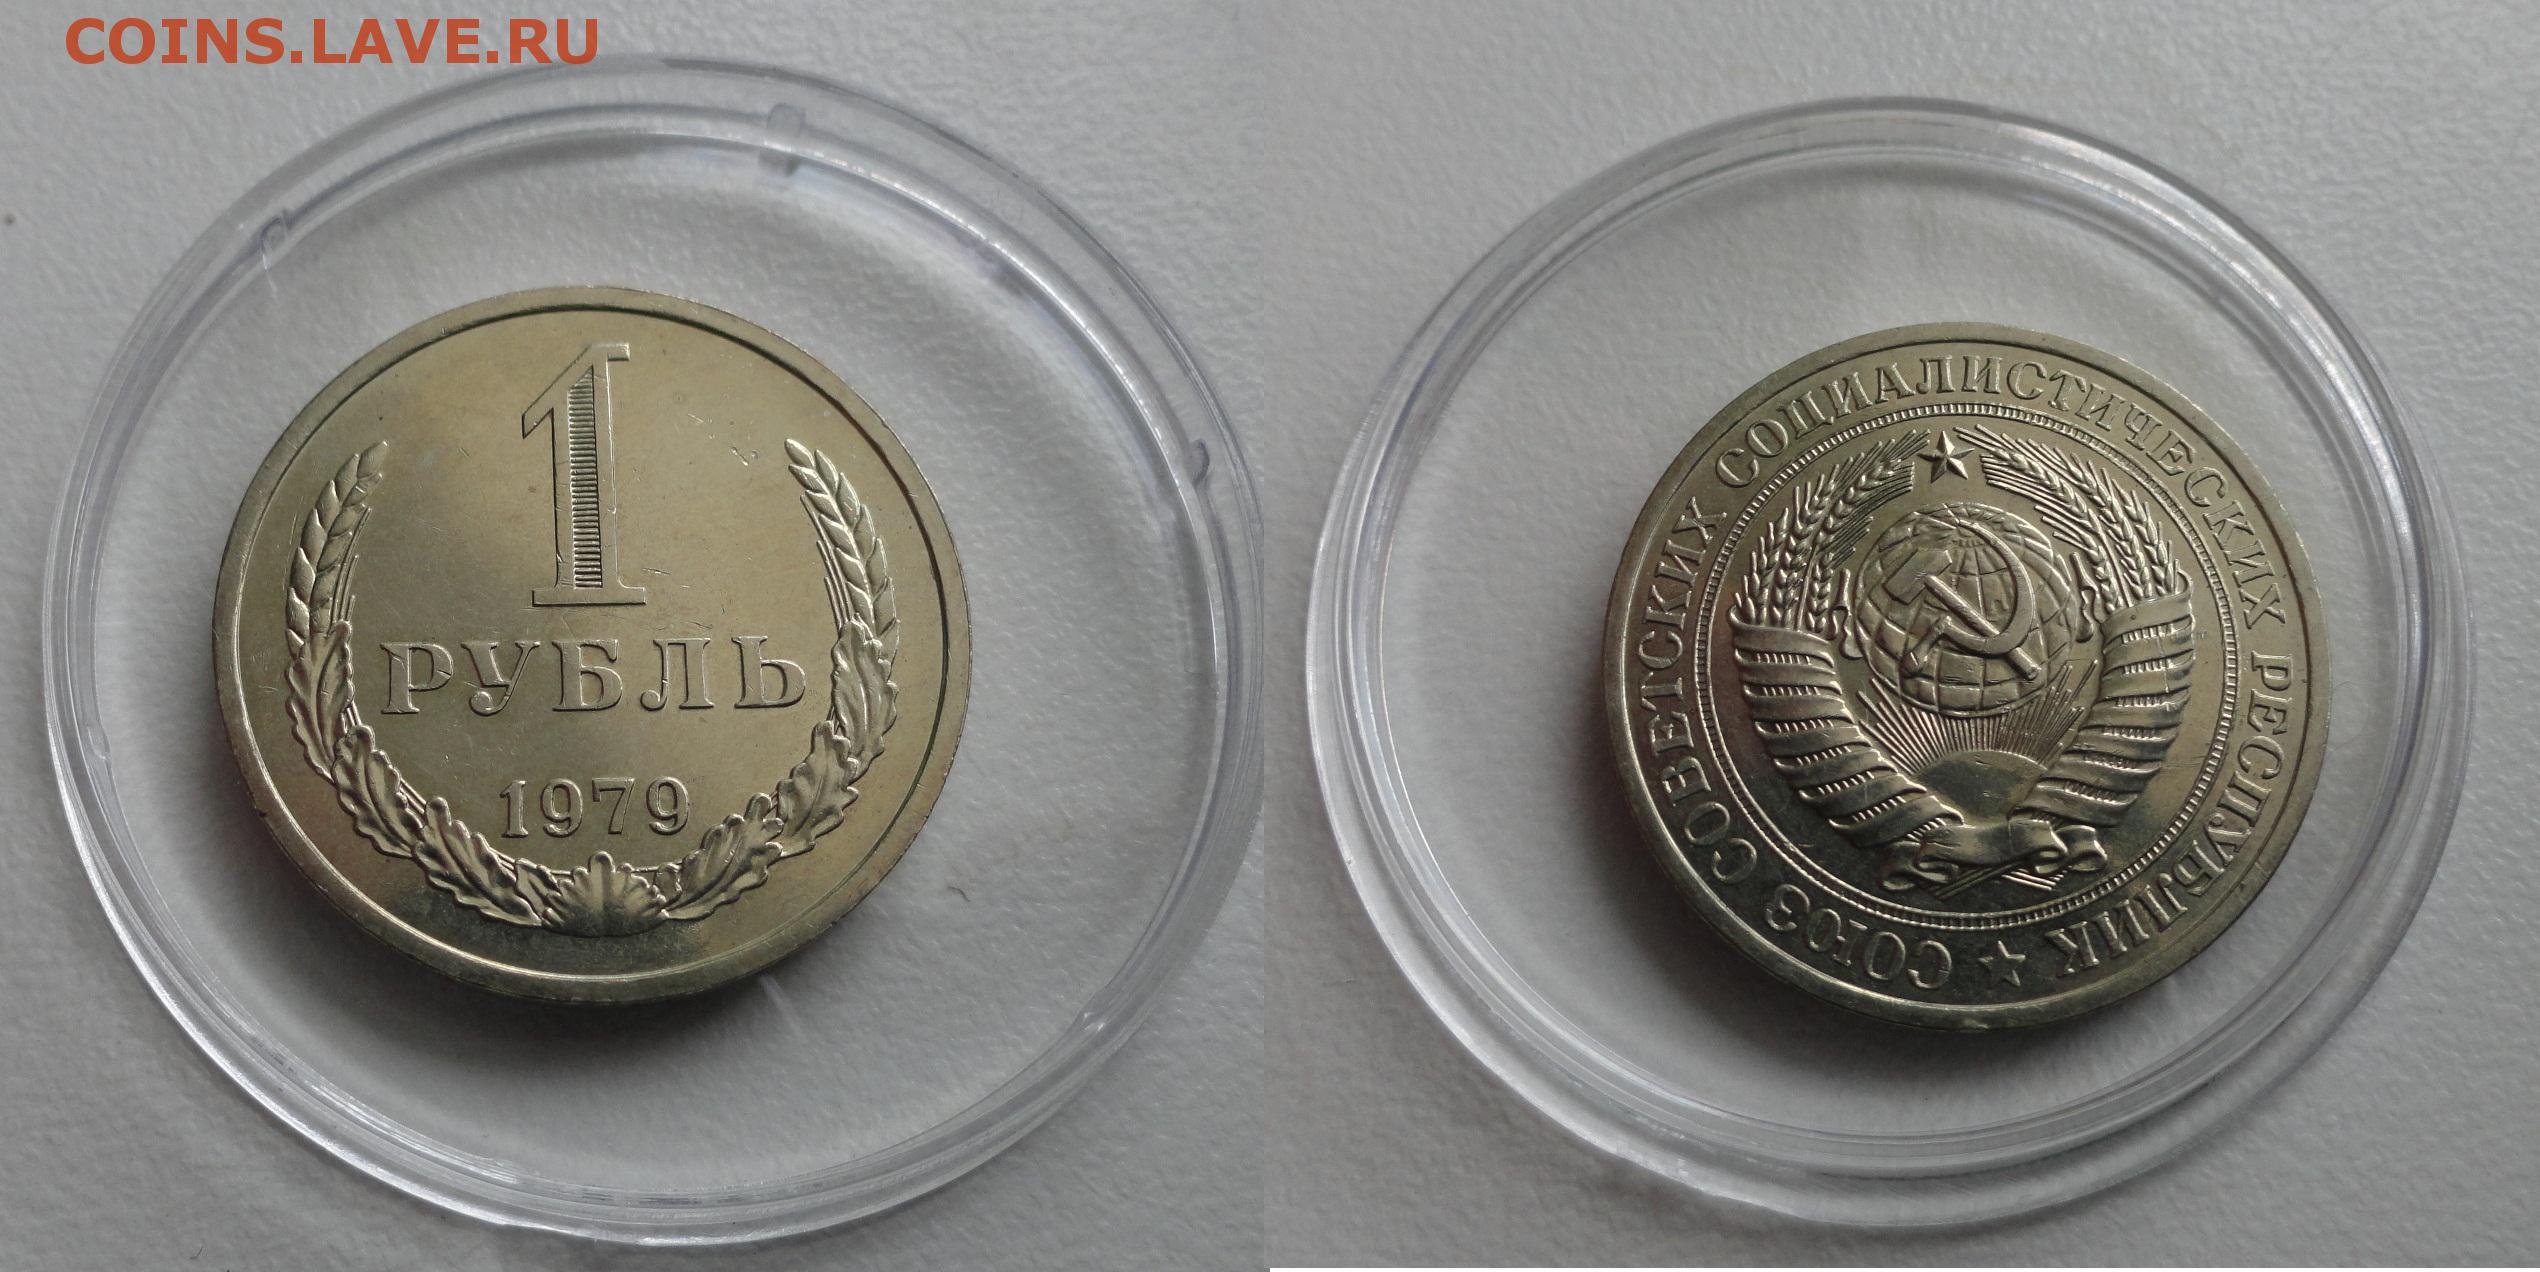 COINS.LAVE.RU
1
РУБЛЬ
1979
СОЮЗ СОВЕТСКИХ СОЦИАЛИСТИЧЕСКИХ РЕСПУБЛИК